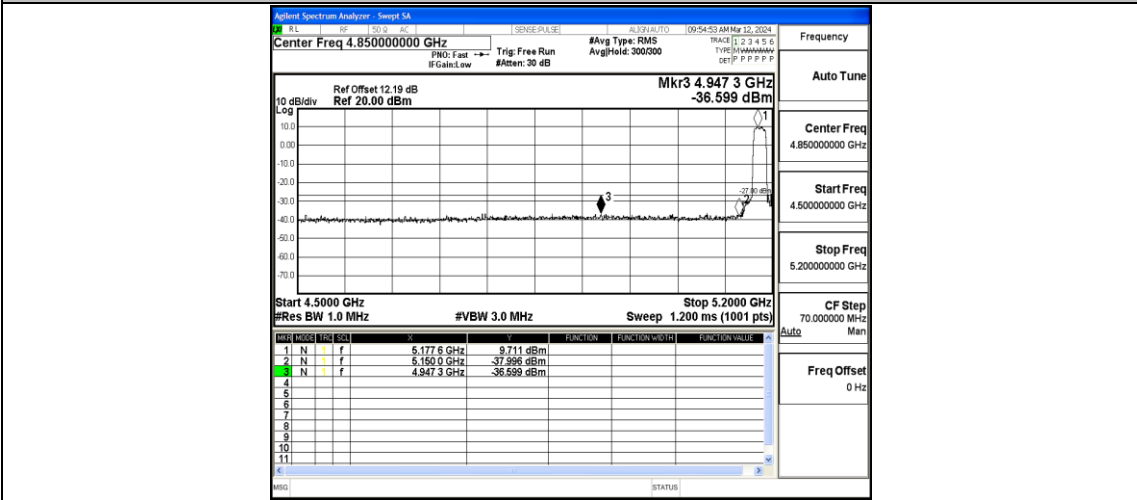 Agilent Spectrum Analyzer - Swept SA
RL RF 50 Ω AC SENSE:PULSE ALIGN AUTO 09:54:53 AM Mar 12, 2024
Center Freq 4.850000000 GHz
PNO: Fast
IFGain:Low
Trig: Free Run
#Atten: 30 dB
#Avg Type: RMS
Avg|Hold: 300/300
TRACE 1 2 3 4 5 6
TYPE MWWWWW
DET P P P P P P
Mkr3 4.947 3 GHz
-36.599 dBm
Ref Offset 12.19 dB
10 dB/div Ref 20.00 dBm
Log
10.0
0.00
-10.0
-20.0
-30.0
-40.0
-50.0
-60.0
-70.0
1
-27.00 dBm
2
3
Start 4.5000 GHz Stop 5.2000 GHz
#Res BW 1.0 MHz #VBW 3.0 MHz Sweep 1.200 ms (1001 pts)
MKR MODE TRC SCL X Y FUNCTION FUNCTION WIDTH FUNCTION VALUE
1 N 1 f 5.177 6 GHz 9.711 dBm
2 N 1 f 5.150 0 GHz -37.996 dBm
3 N 1 f 4.947 3 GHz -36.599 dBm
4
5
6
7
8
9
10
11
MSG STATUS
Frequency
Auto Tune
Center Freq
4.850000000 GHz
Start Freq
4.500000000 GHz
Stop Freq
5.200000000 GHz
CF Step
70.000000 MHz
Auto Man
Freq Offset
0 Hz